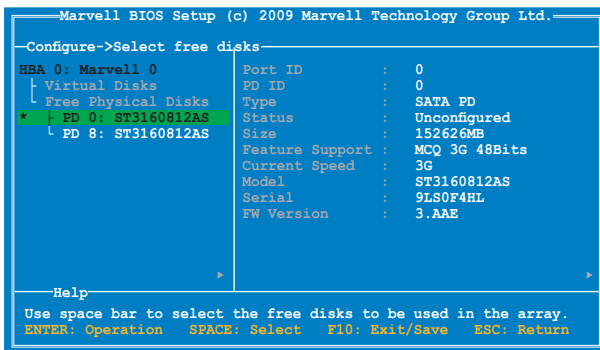 Marvell BIOS Setup (c) 2009 Marvell Technology Group Ltd.
Configure->Select free disks
HBA 0: Marvell 0
Virtual Disks
Free Physical Disks
* PD 0: ST3160812AS
PD 8: ST3160812AS
Port ID : 0
PD ID : 0
Type : SATA PD
Status : Unconfigured
Size : 152626MB
Feature Support : MCQ 3G 48Bits
Current Speed : 3G
Model : ST3160812AS
Serial : 9LS0F4HL
FW Version : 3.AAE
Help
Use space bar to select the free disks to be used in the array.
ENTER: Operation SPACE: Select F10: Exit/Save ESC: Return